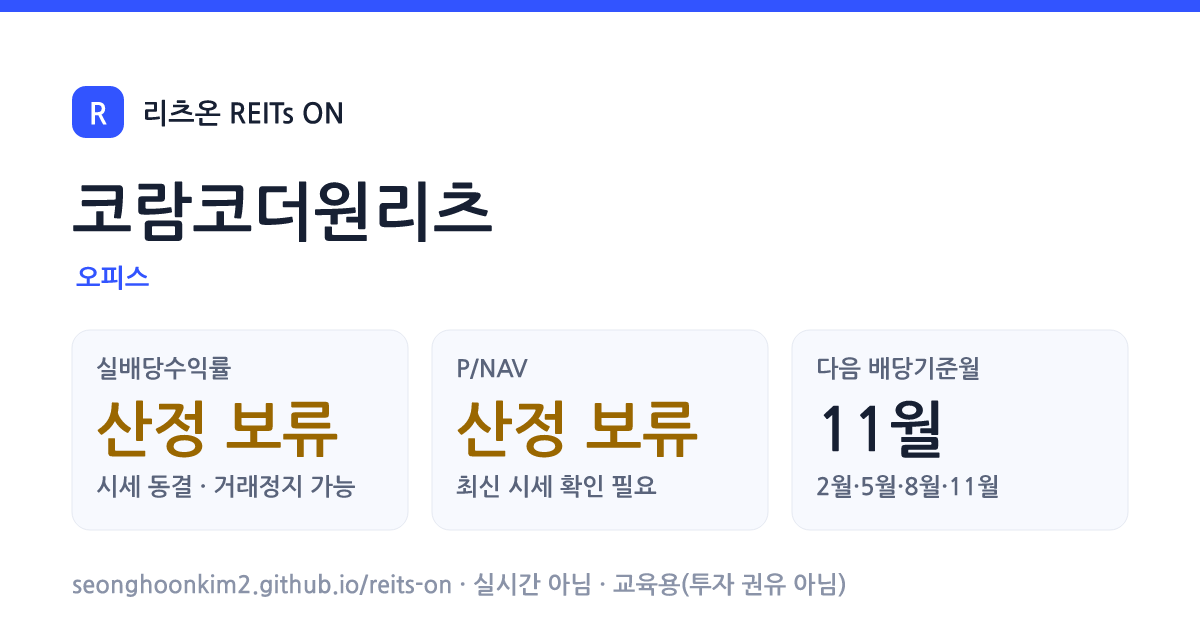 R 리츠온 REITs ON
코람코더원리츠
오피스
실배당수익률
산정 보류
시세 동결 · 거래정지 가능
P/NAV
산정 보류
최신 시세 확인 필요
다음 배당기준월
11월
2월·5월·8월·11월
seonghoonkim2.github.io/reits-on · 실시간 아님 · 교육용(투자 권유 아님)